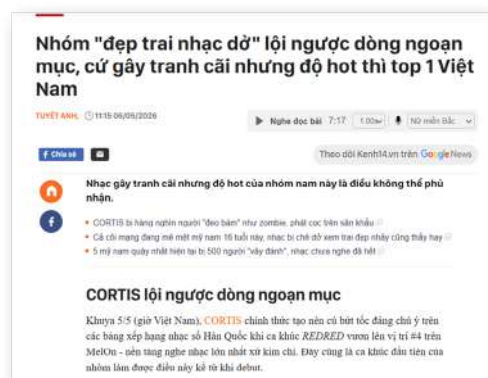 Nhóm "đẹp trai nhạc dở" lội ngược dòng ngoạn
mục, cứ gây tranh cãi nhưng độ hot thì top 1 Việt
Nam
TUYẾT ANH, 11:15 06/05/2026
Nghe đọc bài 7:17 1.00x Nữ miền Bắc
Chia sẻ
Theo dõi Kenh14.vn trên Google News
Nhạc gây tranh cãi nhưng độ hot của nhóm nam này là điều không thể phủ
nhận.
CORTIS bị hàng nghìn người "đeo bám" như zombie, phát cọc trên sân khấu
Cả cõi mạng đang mê mệt mỹ nam 16 tuổi này, nhạc bị chê dở xem trai đẹp nhảy cũng thấy hay
5 mỹ nam quậy nhất hiện tại bị 500 người "vây đánh", nhạc chưa nghe đã hết
CORTIS lội ngược dòng ngoạn mục
Khuya 5/5 (giờ Việt Nam), CORTIS chính thức tạo nên cú bứt tốc đáng chú ý trên
các bảng xếp hạng nhạc số Hàn Quốc khi ca khúc REDRED vươn lên vị trí #4 trên
MelOn - nền tảng nghe nhạc lớn nhất xứ kim chi. Đây cũng là ca khúc đầu tiên của
nhóm làm được điều này kể từ khi debut.